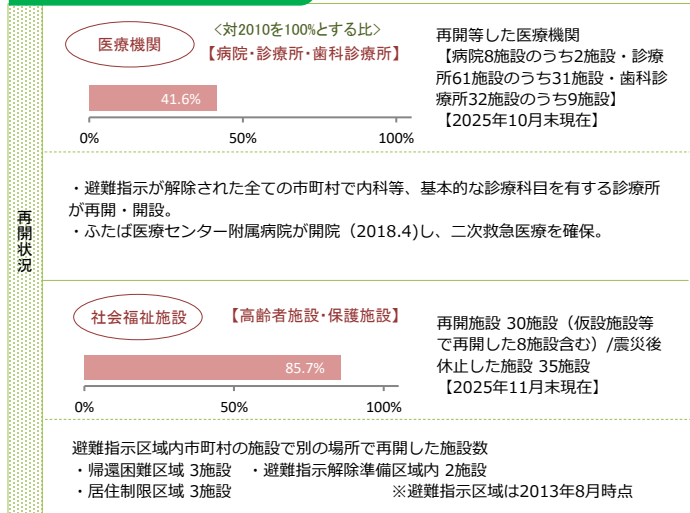 再開状況
医療機関
<対2010を100%とする比>
【病院・診療所・歯科診療所】
41.6%
0% 50% 100%
再開等した医療機関
【病院8施設のうち2施設・診療
所61施設のうち31施設・歯科診
療所32施設のうち9施設】
【2025年10月末現在】
・避難指示が解除された全ての市町村で内科等、基本的な診療科目を有する診療所
が再開・開設。
・ふたば医療センター附属病院が開院（2018.4)し、二次救急医療を確保。
社会福祉施設
【高齢者施設・保護施設】
85.7%
0% 50% 100%
再開施設 30施設（仮設施設等
で再開した8施設含む）/震災後
休止した施設 35施設
【2025年11月末現在】
避難指示区域内市町村の施設で別の場所で再開した施設数
・帰還困難区域 3施設 ・避難指示解除準備区域内 2施設
・居住制限区域 3施設 ※避難指示区域は2013年8月時点